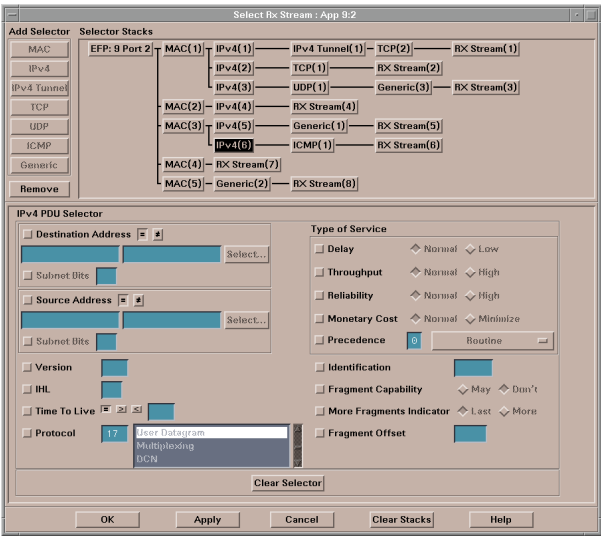 Select Rx Stream : App 9:2
Add Selector Selector Stacks
MAC EFP: 9 Port 2 MAC(1) IPv4(1) IPv4 Tunnel(1) TCP(2) RX Stream(1)
IPv4 IPv4(2) TCP(1) RX Stream(2)
IPv4 Tunnel IPv4(3) UDP(1) Generic(3) RX Stream(3)
TCP MAC(2) IPv4(4) RX Stream(4)
UDP MAC(3) IPv4(5) Generic(1) RX Stream(5)
ICMP IPv4(6) ICMP(1) RX Stream(6)
Generic MAC(4) RX Stream(7)
Remove MAC(5) Generic(2) RX Stream(8)
IPv4 PDU Selector
Destination Address = ≠
Select...
Subnet Bits
Source Address = ≠
Select...
Subnet Bits
Version
IHL
Time To Live = ≥ ≤
Protocol 17 User Datagram
Multiplexing
DCN
Type of Service
Delay Normal Low
Throughput Normal High
Reliability Normal High
Monetary Cost Normal Minimize
Precedence 0 Routine
Identification
Fragment Capability May Don't
More Fragments Indicator Last More
Fragment Offset
Clear Selector
OK Apply Cancel Clear Stacks Help